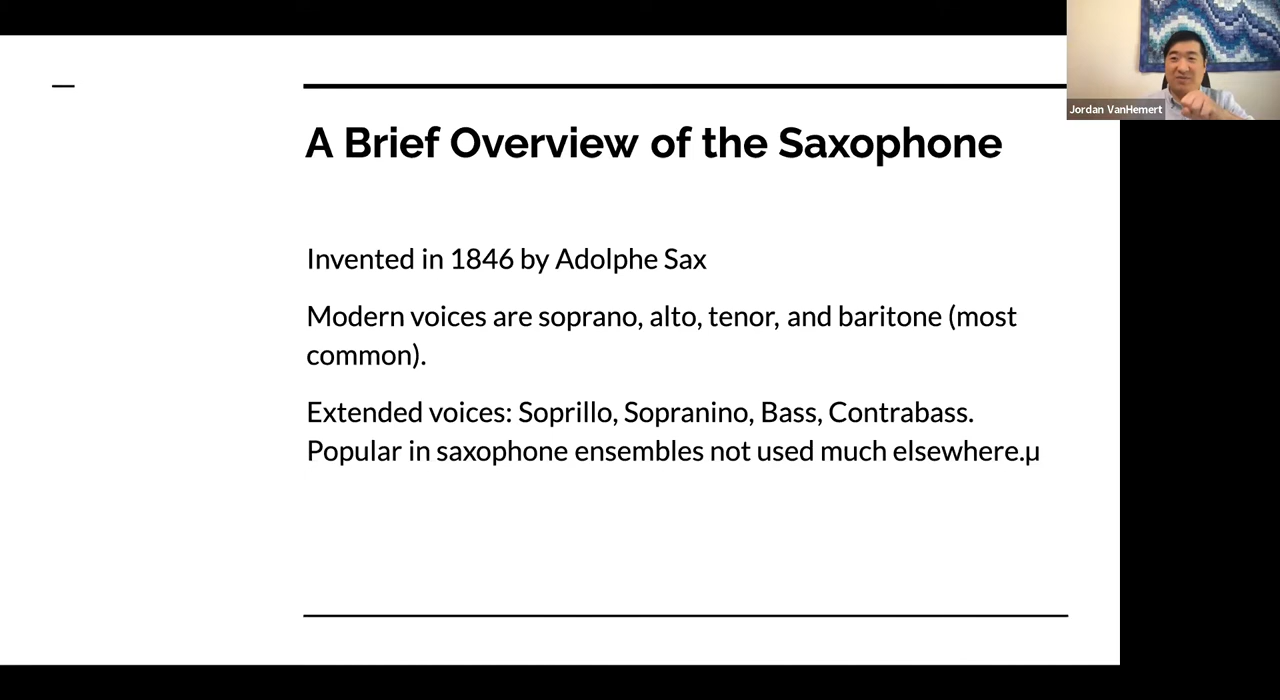 Jordan VanHemert
A Brief Overview of the Saxophone
Invented in 1846 by Adolphe Sax
Modern voices are soprano, alto, tenor, and baritone (most
common).
Extended voices: Soprillo, Sopranino, Bass, Contrabass.
Popular in saxophone ensembles not used much elsewhere.µ